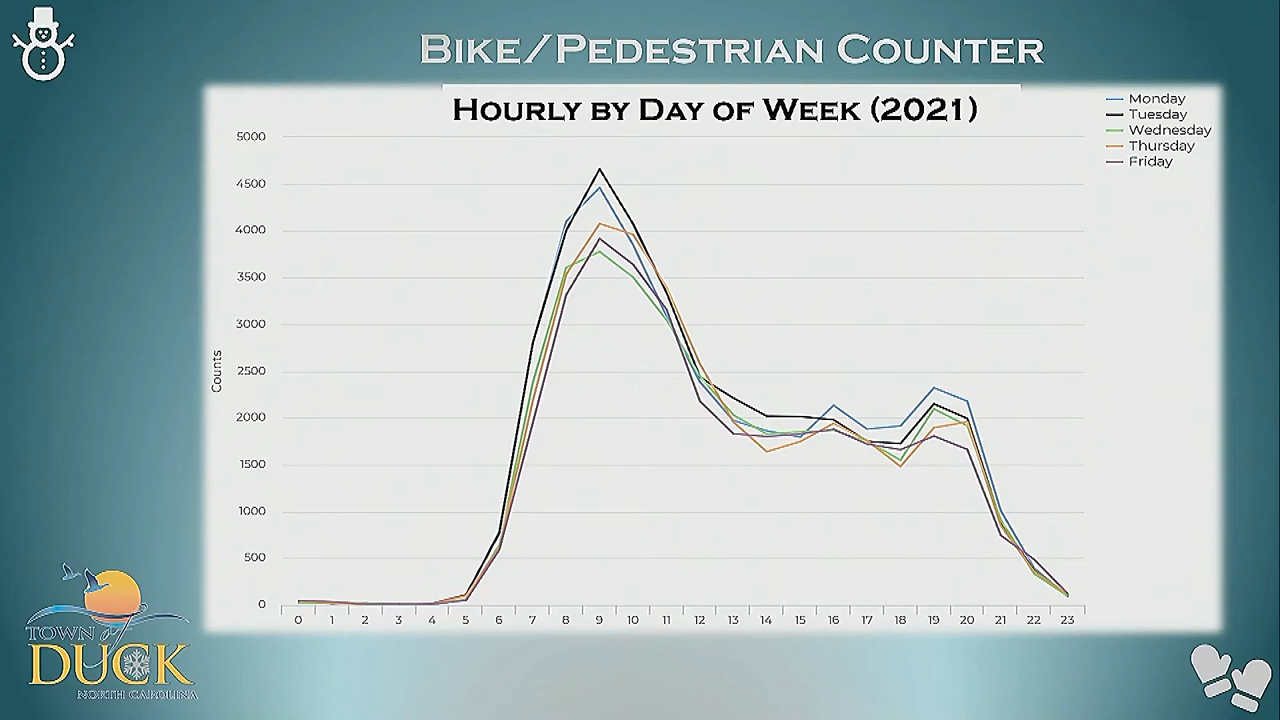 BIKE/PEDESTRIAN COUNTER
HOURLY BY DAY OF WEEK (2021)
Monday
Tuesday
Wednesday
Thursday
Friday
5000
4500
4000
3500
3000
2500
2000
1500
1000
500
0
Counts
0 1 2 3 4 5 6 7 8 9 10 11 12 13 14 15 16 17 18 19 20 21 22 23
TOWN of
DUCK
NORTH CAROLINA